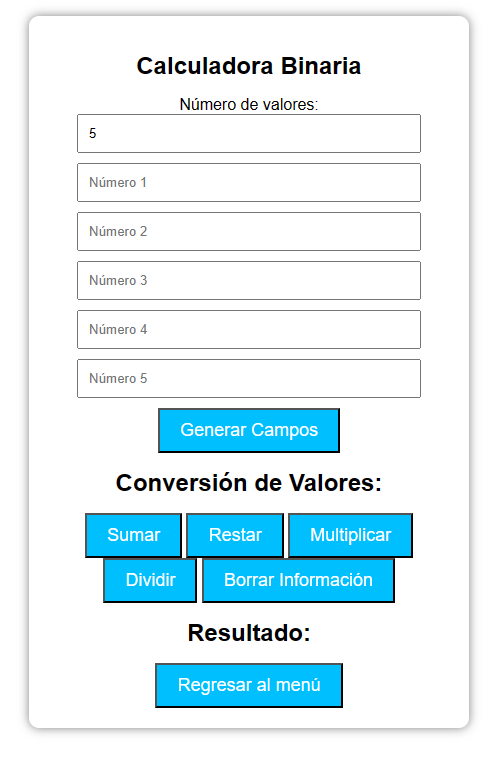 Calculadora Binaria
Número de valores:
5
Número 1
Número 2
Número 3
Número 4
Número 5
Generar Campos
Conversión de Valores:
Sumar Restar Multiplicar
Dividir Borrar Información
Resultado:
Regresar al menú